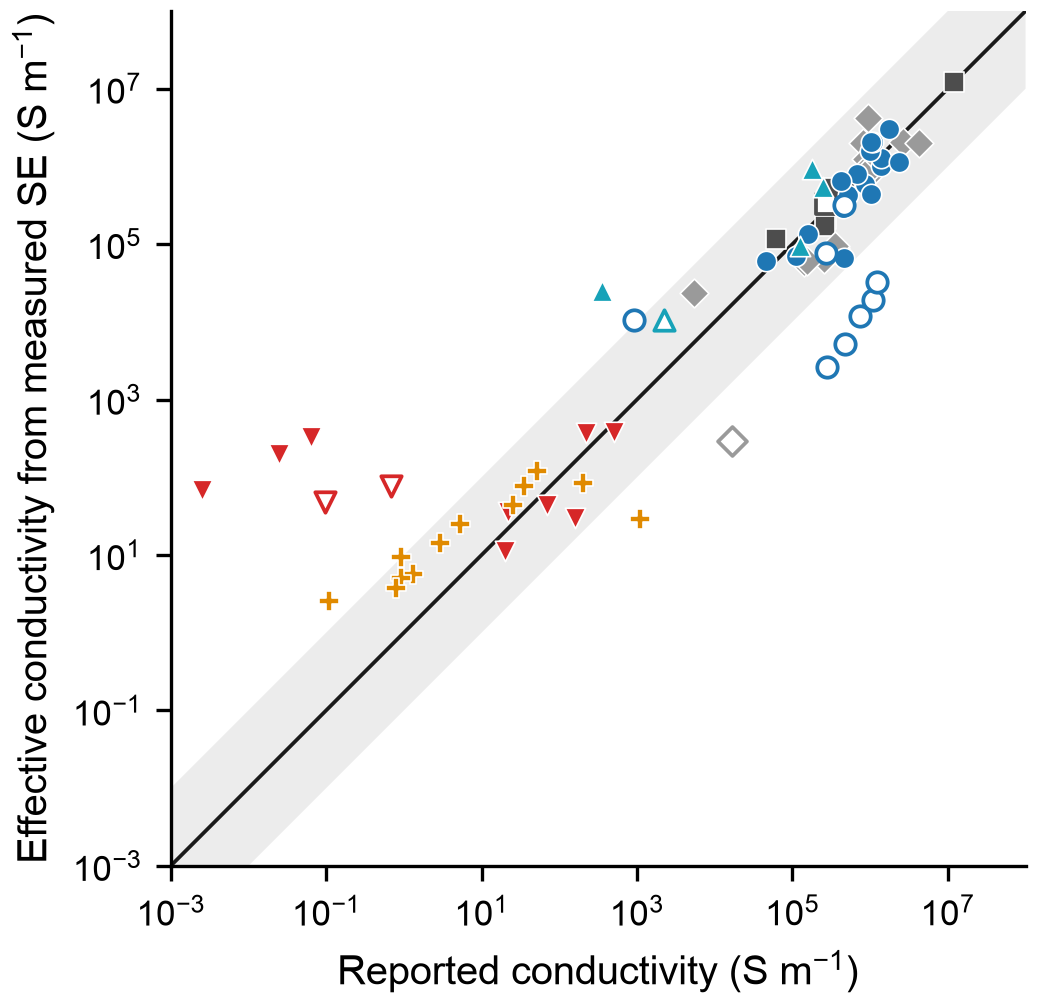 Effective conductivity from measured SE (S m⁻¹)
10⁷
10⁵
10³
10¹
10⁻¹
10⁻³
10⁻³ 10⁻¹ 10¹ 10³ 10⁵ 10⁷
Reported conductivity (S m⁻¹)